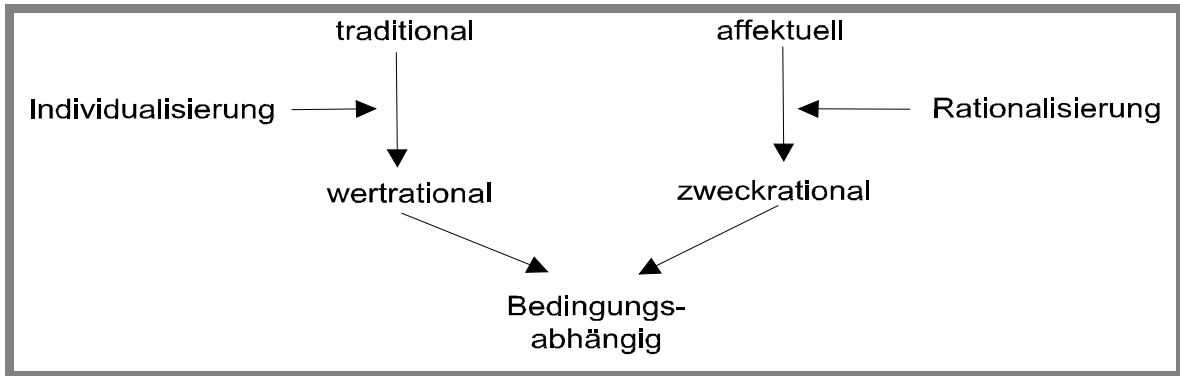 traditional
affektuell
Individualisierung
Rationalisierung
wertrational
zweckrational
Bedingungs-
abhängig